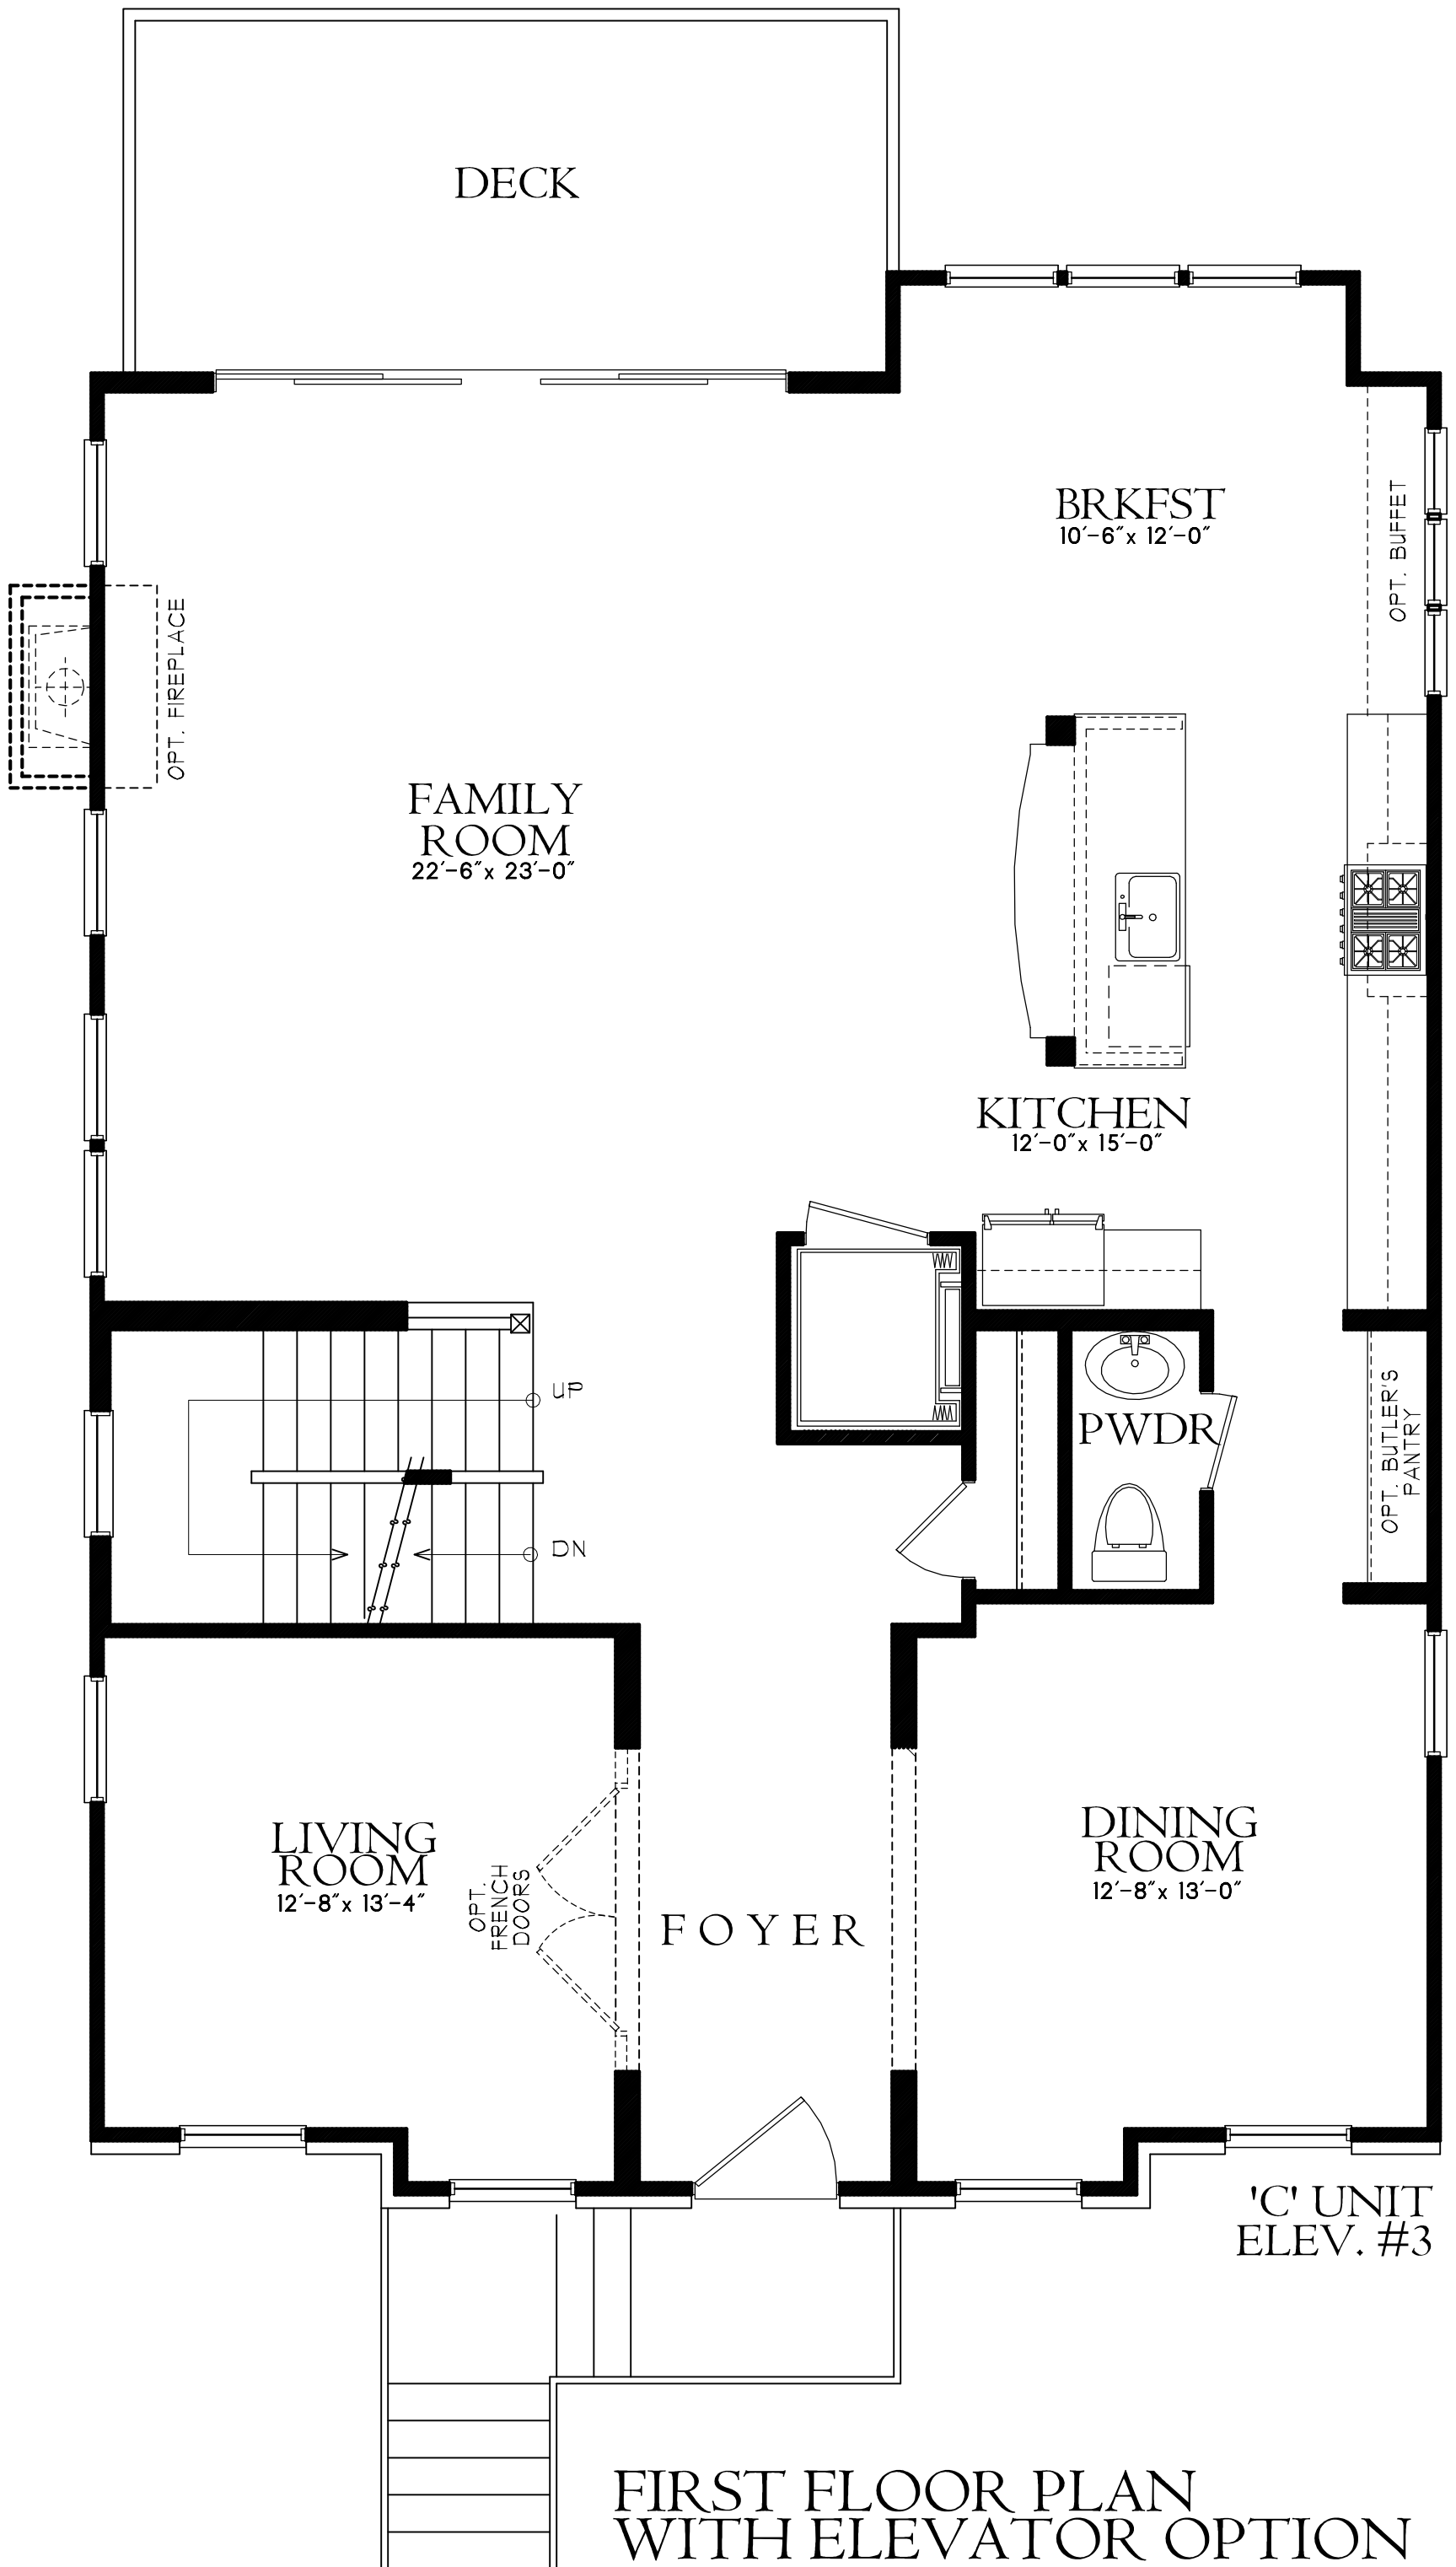 DECK
BRKFST
10'-6"x 12'-0"
OPT. BUFFET
OPT. FIREPLACE
FAMILY
ROOM
22'-6"x 23'-0"
KITCHEN
12'-0"x 15'-0"
UP
DN
PWDR
OPT. BUTLER'S
PANTRY
LIVING
ROOM
12'-8"x 13'-4"
OPT.
FRENCH
DOORS
FOYER
DINING
ROOM
12'-8"x 13'-0"
'C' UNIT
ELEV. #3
FIRST FLOOR PLAN
WITH ELEVATOR OPTION